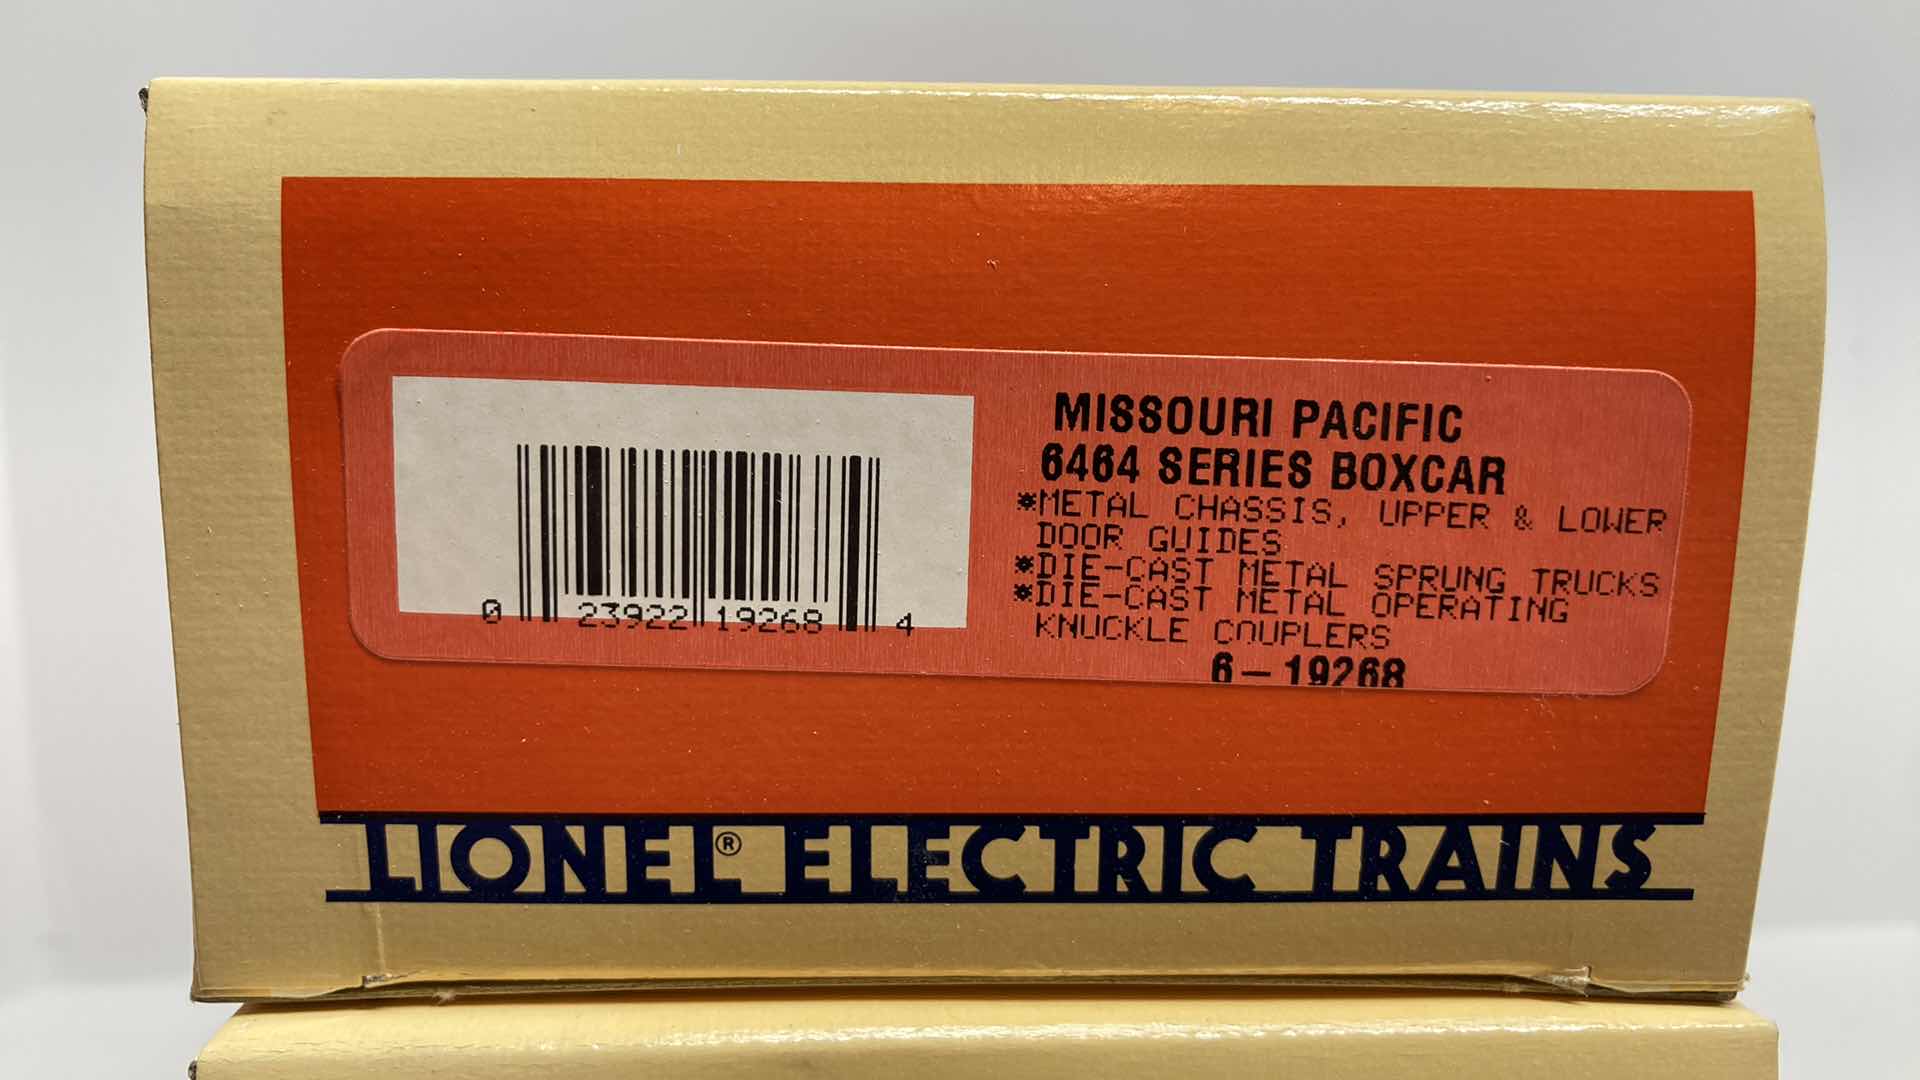 MISSOURI PACIFIC
6464 SERIES BOXCAR
*METAL CHASSIS, UPPER & LOWER
DOOR GUIDES
*DIE-CAST METAL SPRUNG TRUCKS
*DIE-CAST METAL OPERATING
KNUCKLE COUPLERS
6-19268
0 23922 19268 4
LIONEL® ELECTRIC TRAINS